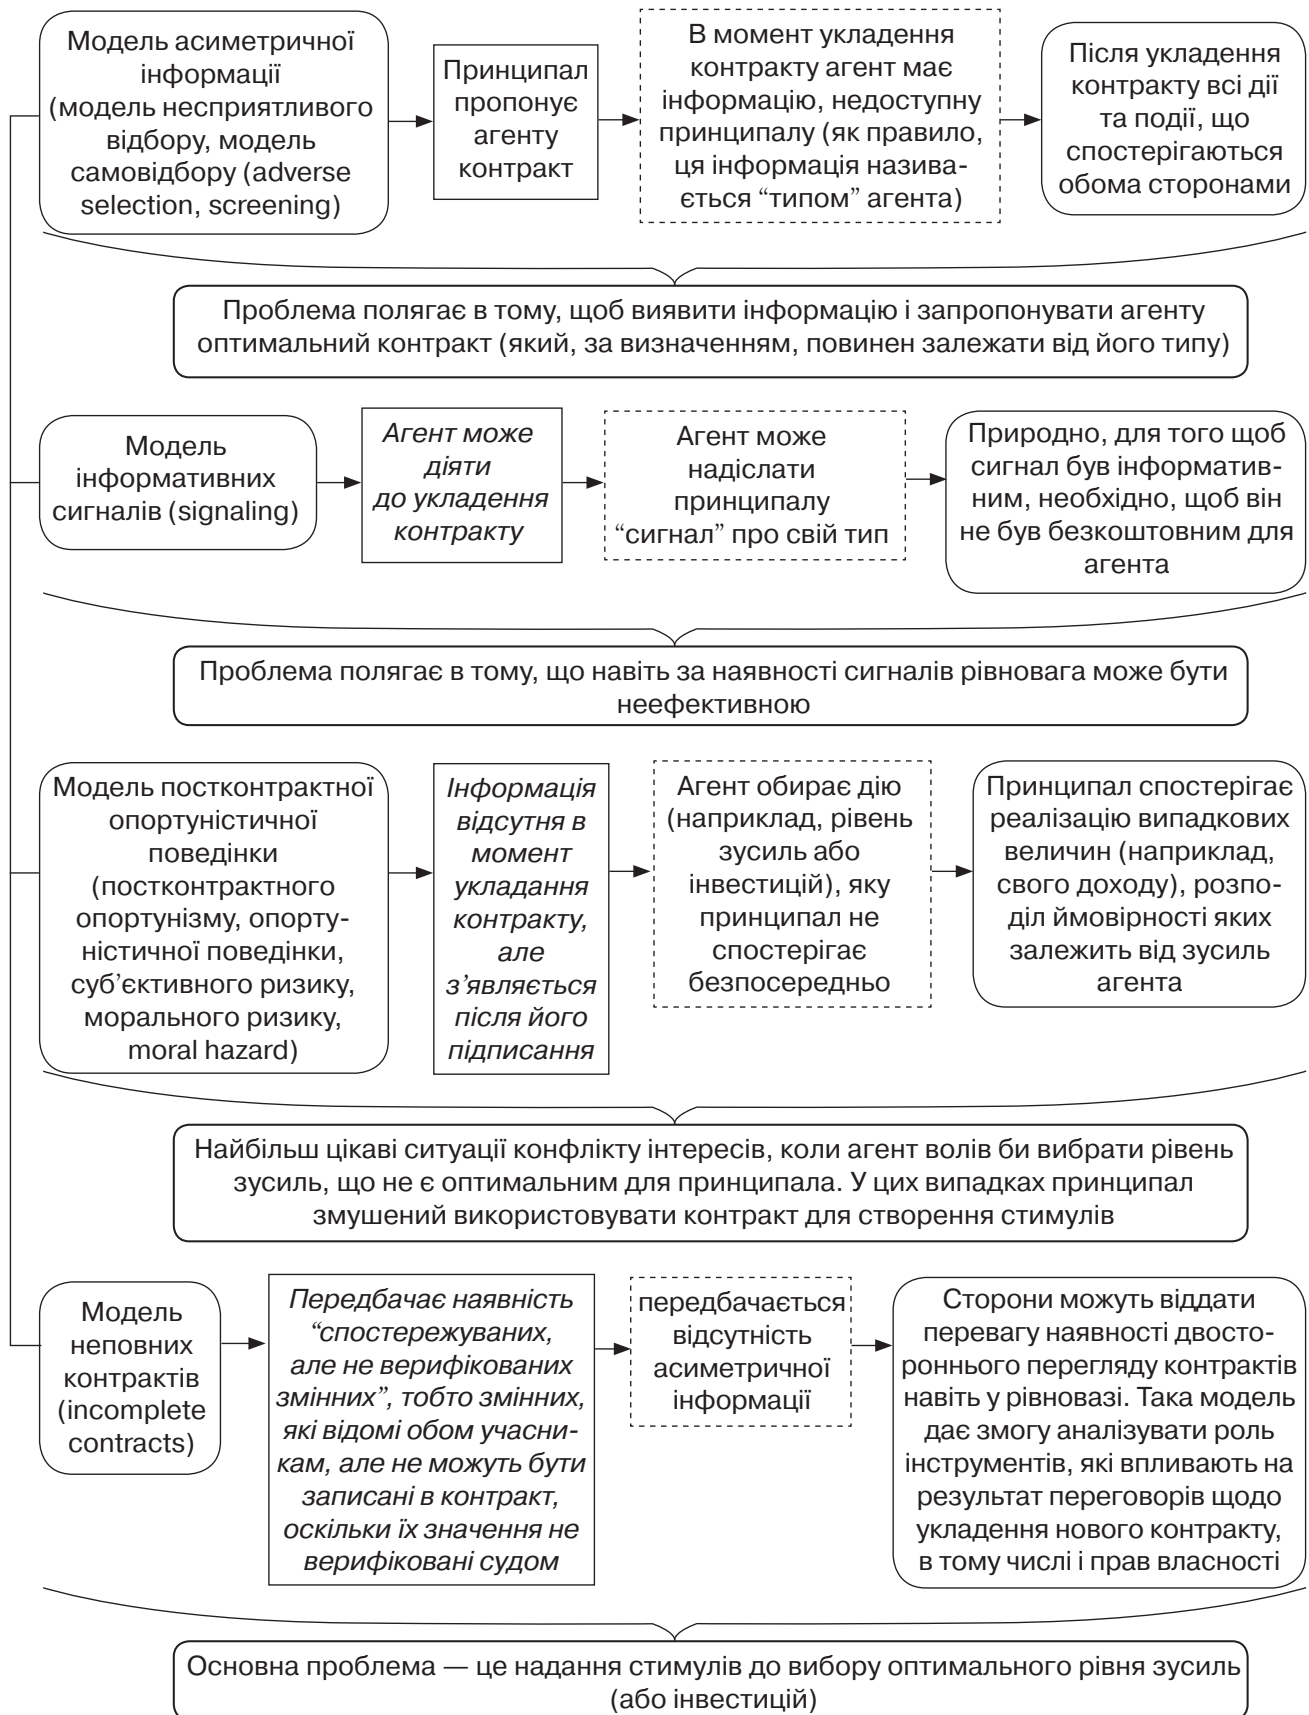 Модель асиметричної
інформації
(модель несприятливого
відбору, модель
самовідбору (adverse
selection, screening)
Принципал
пропонує
агенту
контракт
В момент укладення
контракту агент має
інформацію, недоступну
принципалу (як правило,
ця інформація назива-
ється “типом” агента)
Після укладення
контракту всі дії
та події, що
спостерігаються
обома сторонами
Проблема полягає в тому, щоб виявити інформацію і запропонувати агенту
оптимальний контракт (який, за визначенням, повинен залежати від його типу)
Модель
інформативних
сигналів (signaling)
Агент може
діяти
до укладення
контракту
Агент може
надіслати
принципалу
“сигнал” про свій тип
Природно, для того щоб
сигнал був інформатив-
ним, необхідно, щоб він
не був безкоштовним для
агента
Проблема полягає в тому, що навіть за наявності сигналів рівновага може бути
неефективною
Модель постконтрактної
опортуністичної
поведінки
(постконтрактного
опортунізму, опорту-
ністичної поведінки,
суб’єктивного ризику,
морального ризику,
moral hazard)
Інформація
відсутня в
момент
укладання
контракту,
але
з’являється
після його
підписання
Агент обирає дію
(наприклад, рівень
зусиль або
інвестицій), яку
принципал не
спостерігає
безпосередньо
Принципал спостерігає
реалізацію випадкових
величин (наприклад,
свого доходу), розпо-
діл ймовірності яких
залежить від зусиль
агента
Найбільш цікаві ситуації конфлікту інтересів, коли агент волів би вибрати рівень
зусиль, що не є оптимальним для принципала. У цих випадках принципал
змушений використовувати контракт для створення стимулів
Модель
неповних
контрактів
(incomplete
contracts)
Передбачає наявність
“спостережуваних,
але не верифікованих
змінних”, тобто змінних,
які відомі обом учасни-
кам, але не можуть бути
записані в контракт,
оскільки їх значення не
верифіковані судом
передбачається
відсутність
асиметричної
інформації
Сторони можуть віддати
перевагу наявності двосто-
роннього перегляду контрактів
навіть у рівновазі. Така модель
дає змогу аналізувати роль
інструментів, які впливають на
результат переговорів щодо
укладення нового контракту,
в тому числі і прав власності
Основна проблема — це надання стимулів до вибору оптимального рівня зусиль
(або інвестицій)